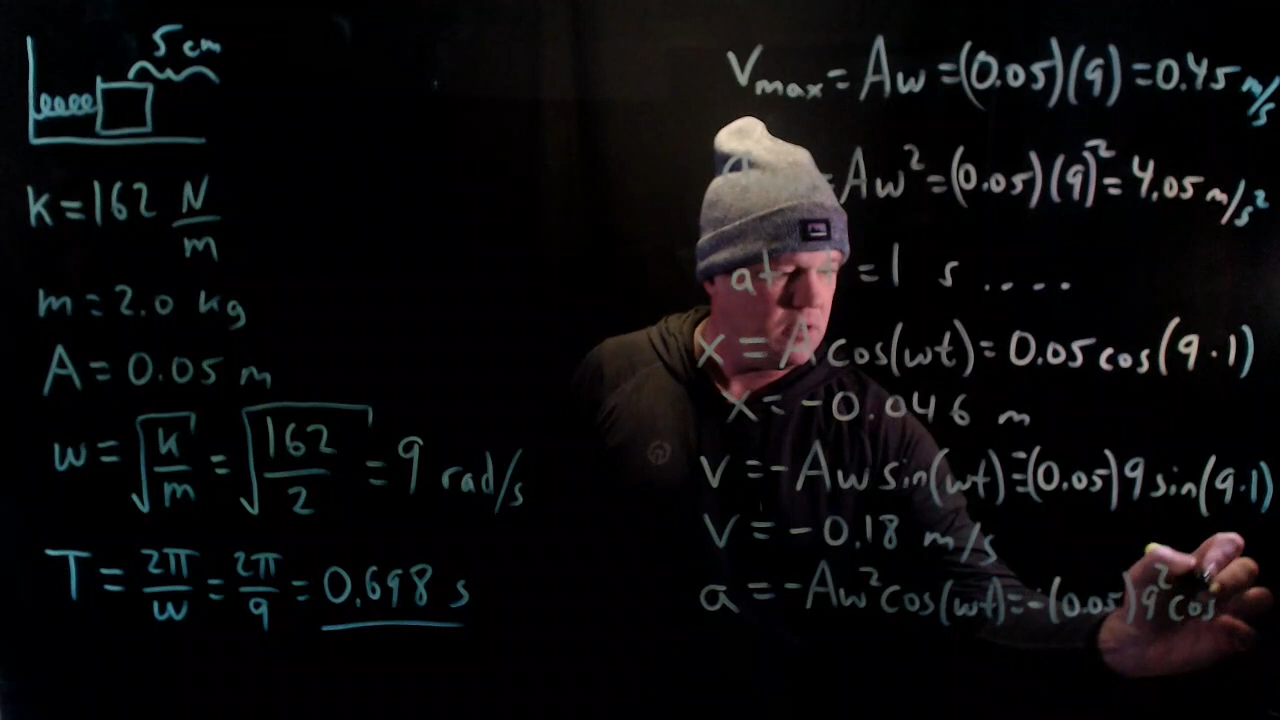 5 cm
k = 162 N/m
m = 2.0 kg
A = 0.05 m
w = √(k/m) = √(162/2) = 9 rad/s
T = 2π/w = 2π/9 = 0.698 s
Vmax = Aw = (0.05)(9) = 0.45 m/s
a = Aw² = (0.05)(9)² = 4.05 m/s²
at t = 1 s ....
x = A cos(wt) = 0.05 cos(9·1)
x = -0.046 m
v = -Aw sin(wt) = -(0.05)9 sin(9·1)
v = -0.18 m/s
a = -Aw² cos(wt) = -(0.05)9² cos